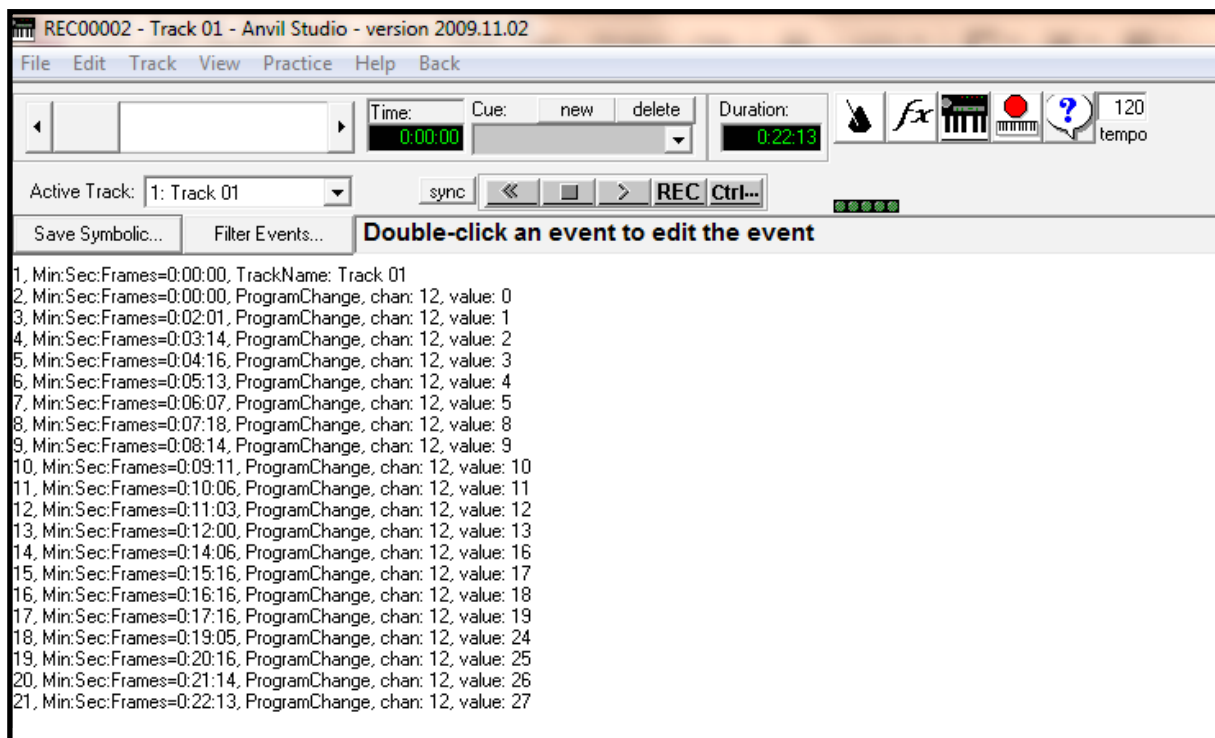 REC00002 - Track 01 - Anvil Studio - version 2009.11.02
File Edit Track View Practice Help Back
Time: Cue: new delete Duration: 120
0:00:00 0:22:13 tempo
Active Track: 1: Track 01 sync REC Ctrl...
Save Symbolic... Filter Events... Double-click an event to edit the event
1, Min:Sec:Frames=0:00:00, TrackName: Track 01
2, Min:Sec:Frames=0:00:00, ProgramChange, chan: 12, value: 0
3, Min:Sec:Frames=0:02:01, ProgramChange, chan: 12, value: 1
4, Min:Sec:Frames=0:03:14, ProgramChange, chan: 12, value: 2
5, Min:Sec:Frames=0:04:16, ProgramChange, chan: 12, value: 3
6, Min:Sec:Frames=0:05:13, ProgramChange, chan: 12, value: 4
7, Min:Sec:Frames=0:06:07, ProgramChange, chan: 12, value: 5
8, Min:Sec:Frames=0:07:18, ProgramChange, chan: 12, value: 8
9, Min:Sec:Frames=0:08:14, ProgramChange, chan: 12, value: 9
10, Min:Sec:Frames=0:09:11, ProgramChange, chan: 12, value: 10
11, Min:Sec:Frames=0:10:06, ProgramChange, chan: 12, value: 11
12, Min:Sec:Frames=0:11:03, ProgramChange, chan: 12, value: 12
13, Min:Sec:Frames=0:12:00, ProgramChange, chan: 12, value: 13
14, Min:Sec:Frames=0:14:06, ProgramChange, chan: 12, value: 16
15, Min:Sec:Frames=0:15:16, ProgramChange, chan: 12, value: 17
16, Min:Sec:Frames=0:16:16, ProgramChange, chan: 12, value: 18
17, Min:Sec:Frames=0:17:16, ProgramChange, chan: 12, value: 19
18, Min:Sec:Frames=0:19:05, ProgramChange, chan: 12, value: 24
19, Min:Sec:Frames=0:20:16, ProgramChange, chan: 12, value: 25
20, Min:Sec:Frames=0:21:14, ProgramChange, chan: 12, value: 26
21, Min:Sec:Frames=0:22:13, ProgramChange, chan: 12, value: 27